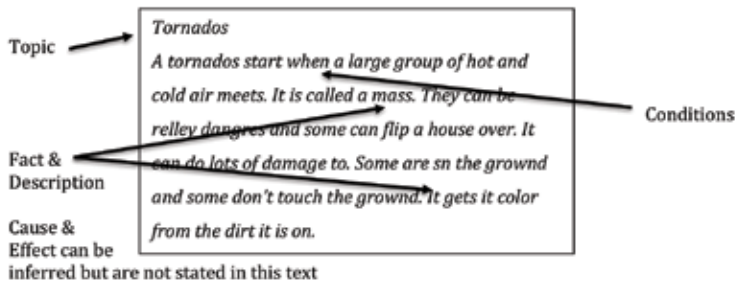 Topic
Tornados
A tornados start when a large group of hot and
cold air meets. It is called a mass. They can be
relley dangres and some can flip a house over. It
can do lots of damage to. Some are sn the grownd
and some don't touch the grownd. It gets it color
from the dirt it is on.
Conditions
Fact &
Description
Cause &
Effect can be
inferred but are not stated in this text